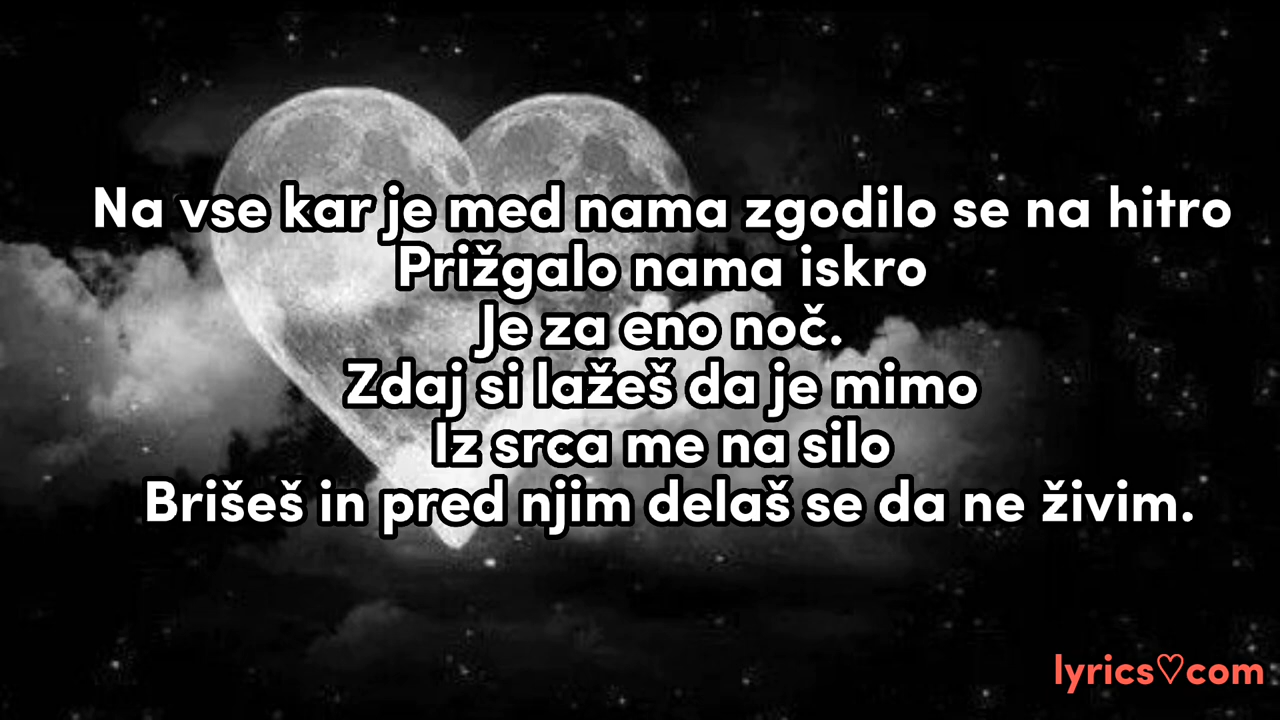 Na vse kar je med nama zgodilo se na hitro
Prižgalo nama iskro
Je za eno noč.
Zdaj si lažeš da je mimo
Iz srca me na silo
Brišeš in pred njim delaš se da ne živim.
lyrics♡com